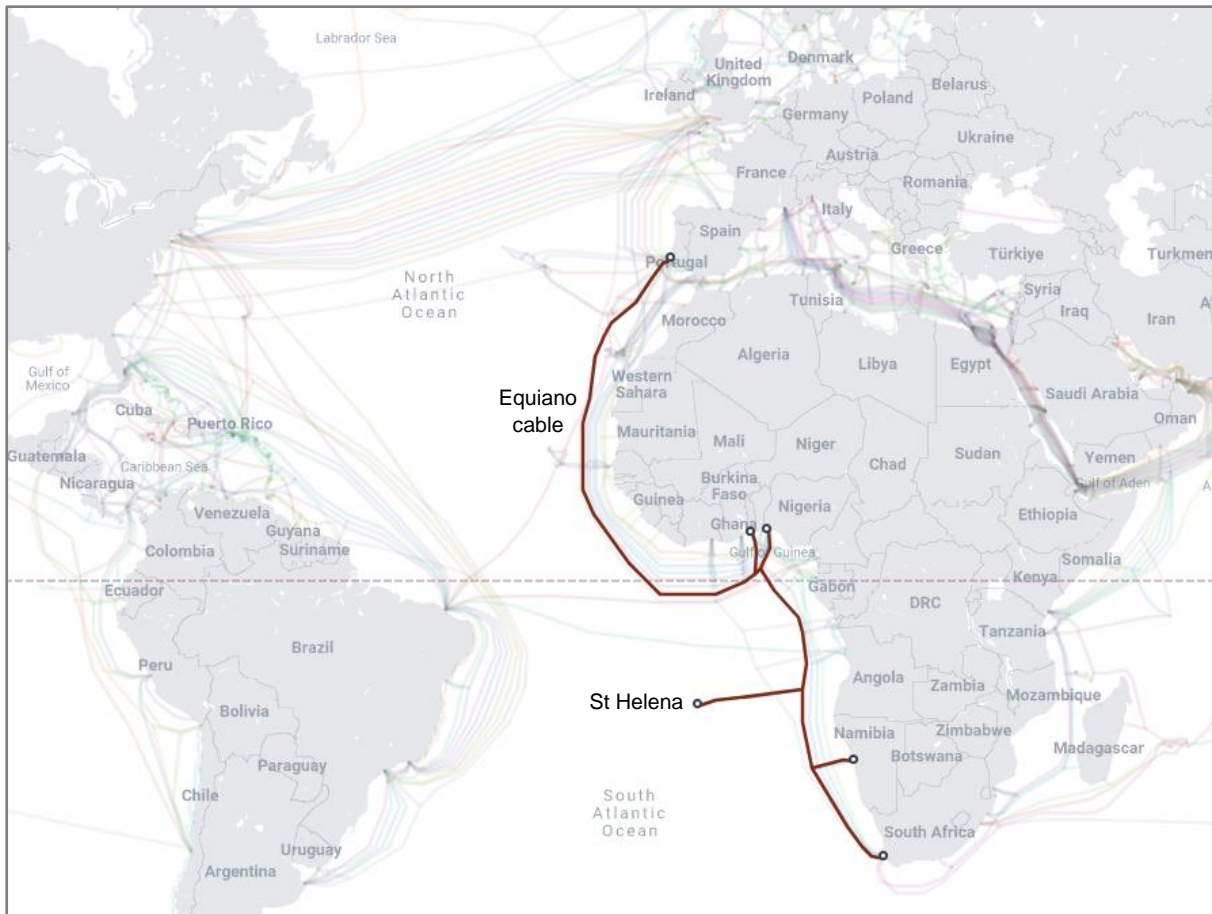 Labrador Sea
United
Kingdom
Denmark
Ireland
Poland
Belarus
Germany
Ukraine
Austria
France
Romania
Italy
Spain
Portugal
Greece
Türkiye
Turkmen
North
Atlantic
Ocean
Tunisia
Syria
Iraq
Iran
Morocco
Algeria
Libya
Egypt
Gulf of
Mexico
Western
Sahara
Saudi Arabia
Equiano
cable
Cuba
Puerto Rico
Oman
Mauritania
Mali
Niger
Chad
Sudan
Yemen
Guatemala
Caribbean Sea
Gulf of Aden
Nicaragua
Burkina
Faso
Guinea
Nigeria
Venezuela
Ghana
Ethiopia
Guyana
Colombia
Suriname
Gulf of Guinea
Somalia
Ecuador
Gabon
Kenya
DRC
Tanzania
Brazil
Peru
Angola
Zambia
Mozambique
St Helena
Bolivia
Namibia
Zimbabwe
Botswana
Madagascar
Paraguay
Chile
South
Atlantic
Ocean
South Africa
Uruguay
Argentina